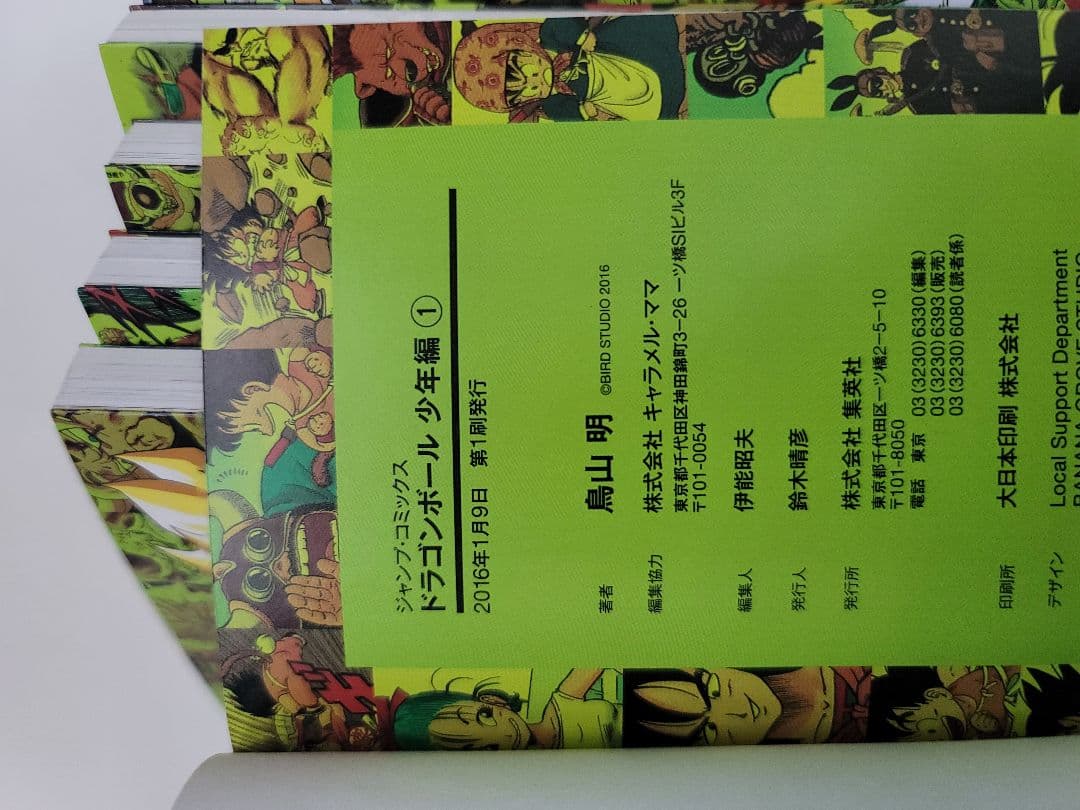 ジャンプ・コミックス
ドラゴンボール 少年編 ①
2016年1月9日 第1刷発行
著者 鳥山 明 ©BIRD STUDIO 2016
編集協力 株式会社 キャラメル・ママ
東京都千代田区神田錦町3-26 一ツ橋SIビル3F
〒101-0054
編集人 伊能昭夫
発行人 鈴木晴彦
発行所 株式会社 集英社
東京都千代田区一ツ橋2-5-10
〒101-8050
電話 東京 03(3230)6330(編集)
03(3230)6393(販売)
03(3230)6080(読者係)
印刷所 大日本印刷 株式会社
デザイン Local Support Department
BANANA GROVE STUDIO